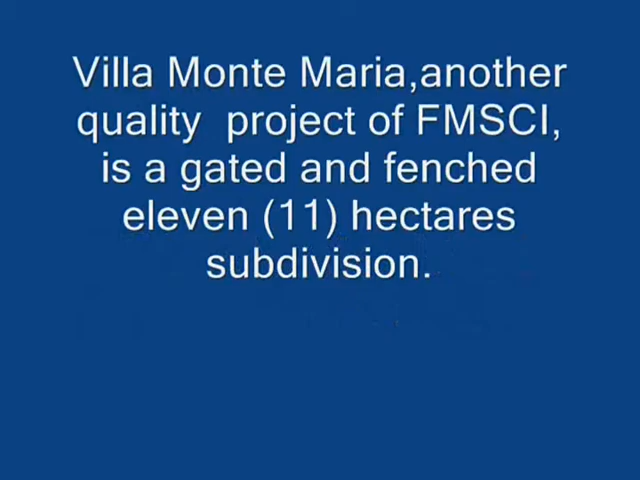 Villa Monte Maria,another
quality  project of FMSCI,
is a gated and fenched
eleven (11) hectares
subdivision.